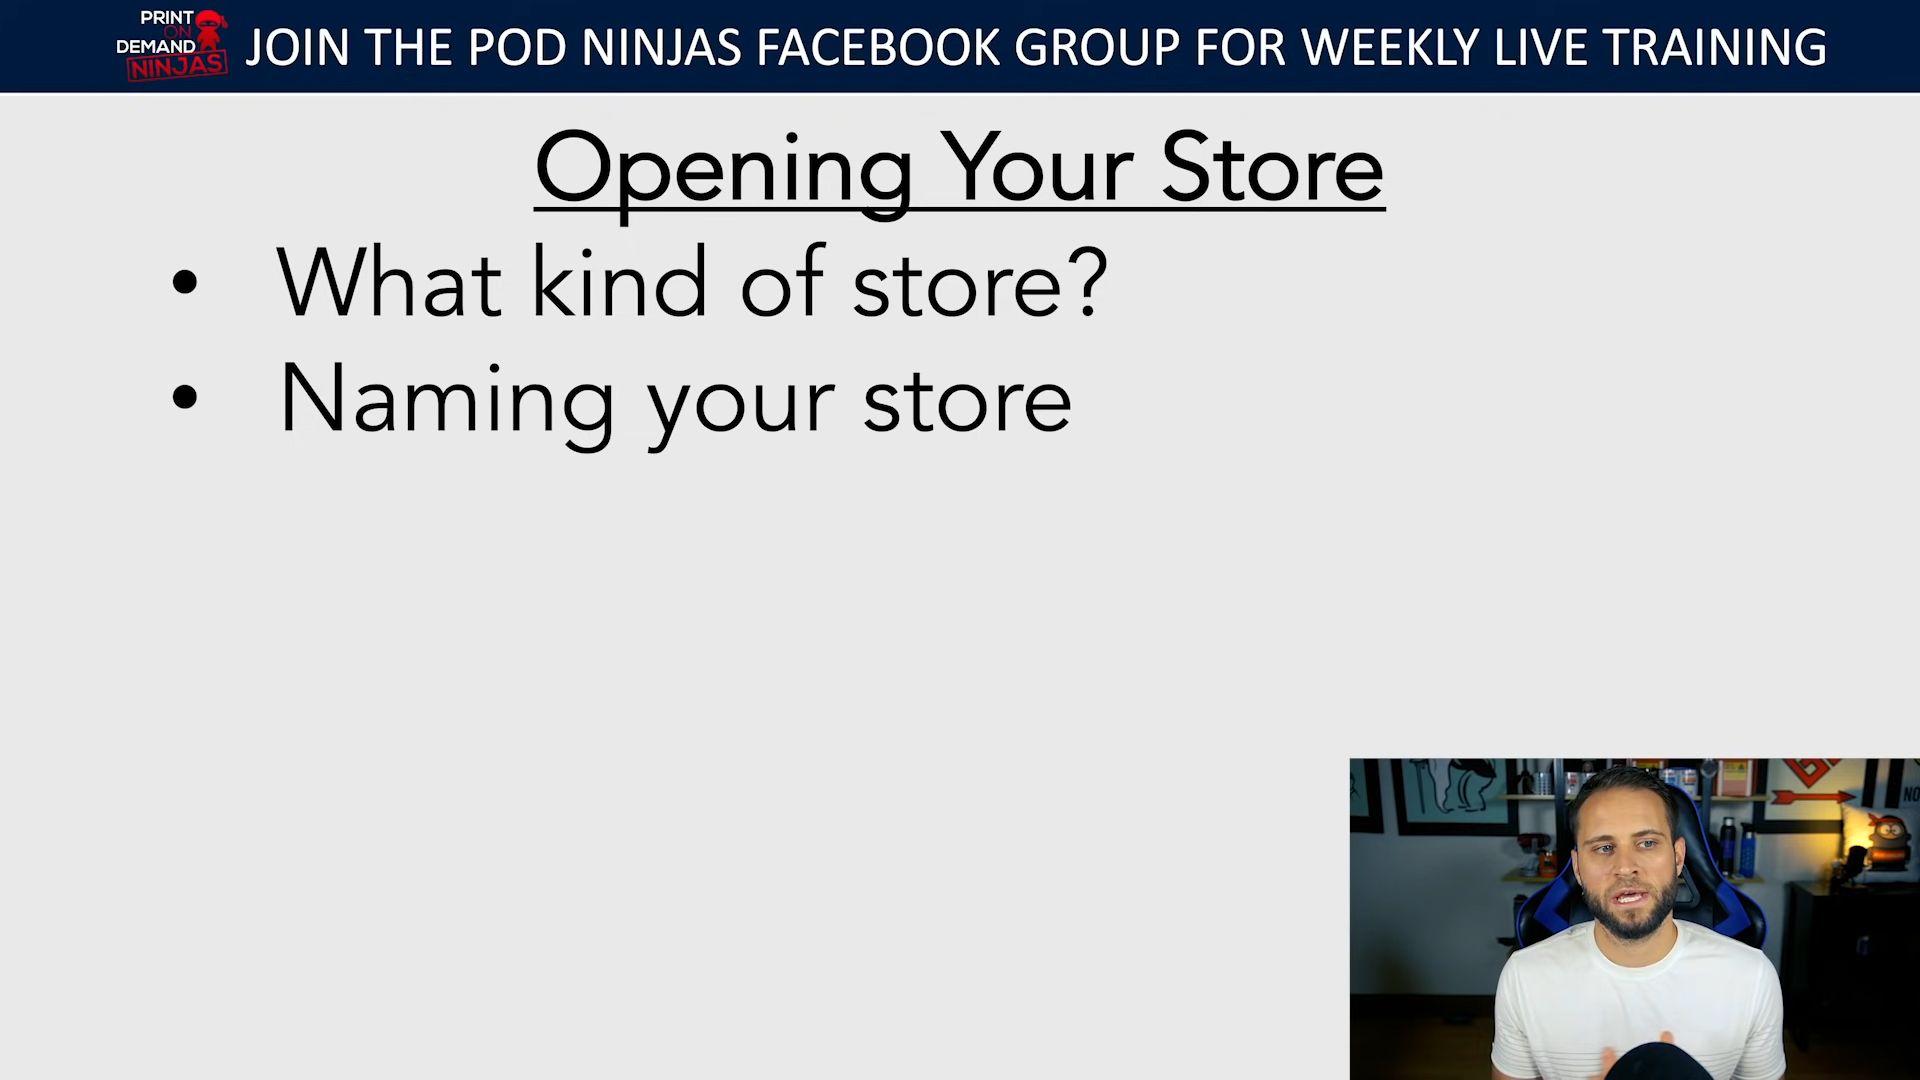 PRINT
ON
DEMAND
NINJAS
JOIN THE POD NINJAS FACEBOOK GROUP FOR WEEKLY LIVE TRAINING
Opening Your Store
• What kind of store?
• Naming your store
NO